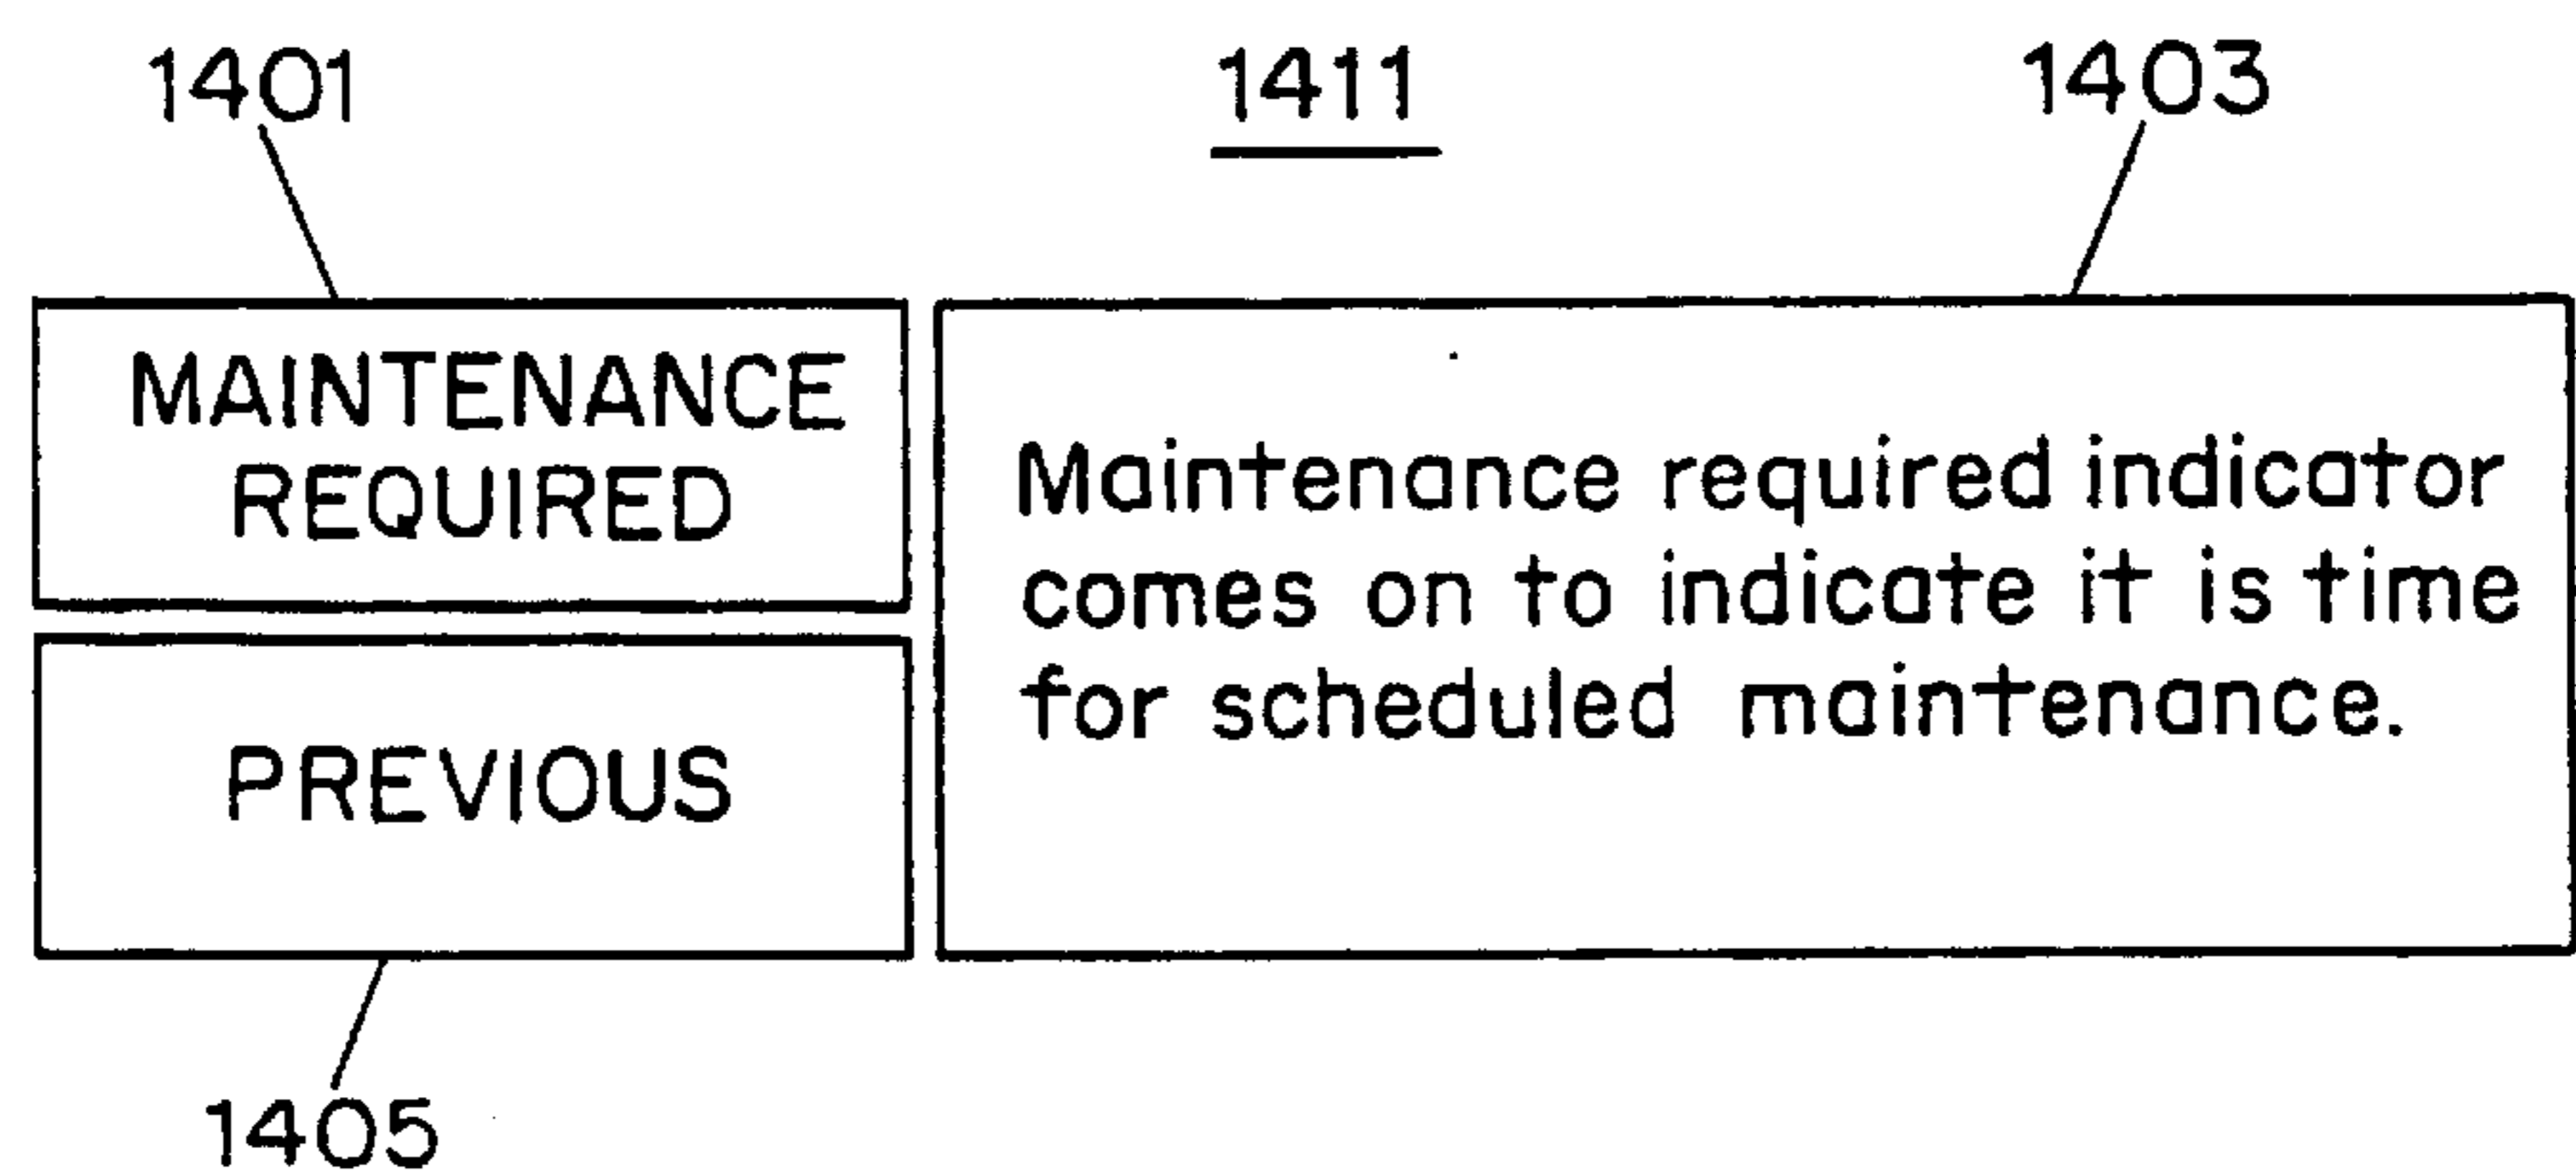 1401
1411
1403
MAINTENANCE
REQUIRED
Maintenance required indicator
comes on to indicate it is time
for scheduled maintenance.
PREVIOUS
1405